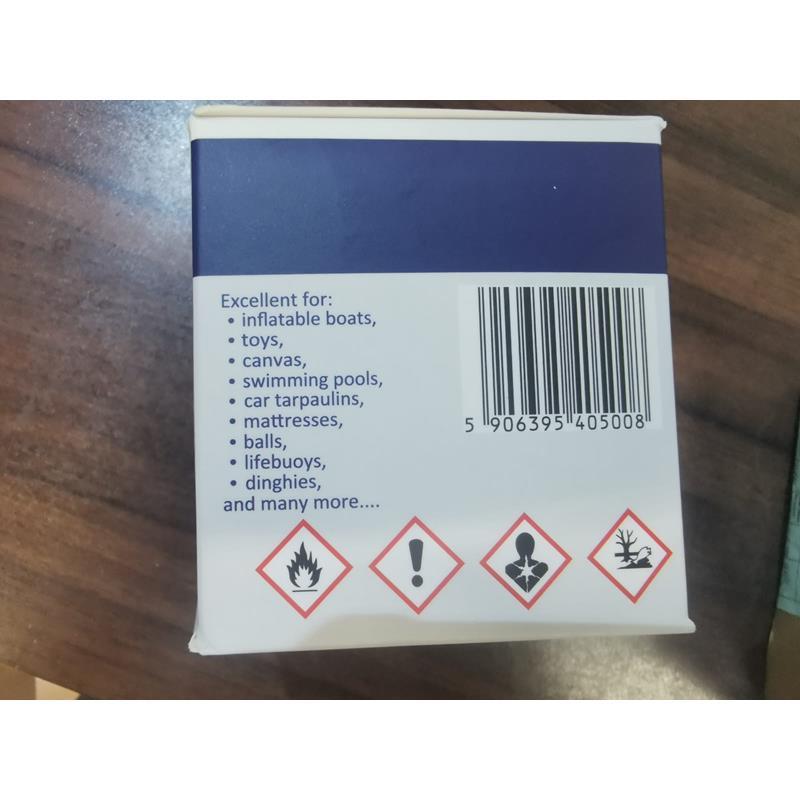 Excellent for:
• inflatable boats,
• toys,
• canvas,
• swimming pools,
• car tarpaulins,
• mattresses,
• balls,
• lifebuoys,
• dinghies,
and many more....
5 906395 405008